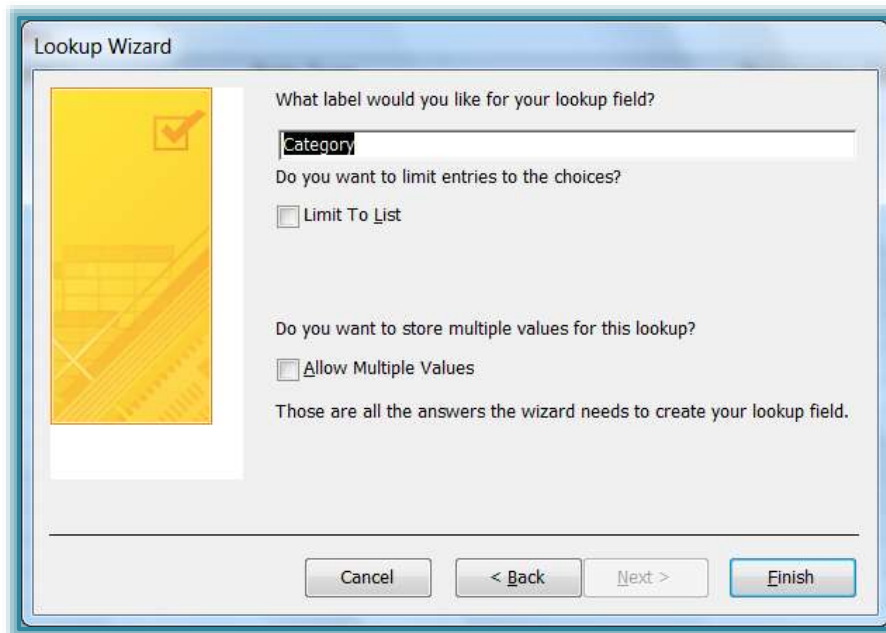 Lookup Wizard
What label would you like for your lookup field?
Category
Do you want to limit entries to the choices?
Limit To List
Do you want to store multiple values for this lookup?
Allow Multiple Values
Those are all the answers the wizard needs to create your lookup field.
Cancel
< Back
Next >
Finish